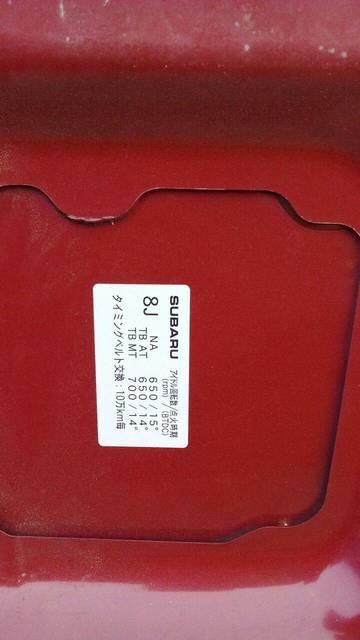 SUBARU アイドル回転数/点火時期
(rpm) / (BTDC)
8J NA 650/15°
TB AT 650/14°
TB MT 700/14°
タイミングベルト交換:10万km毎